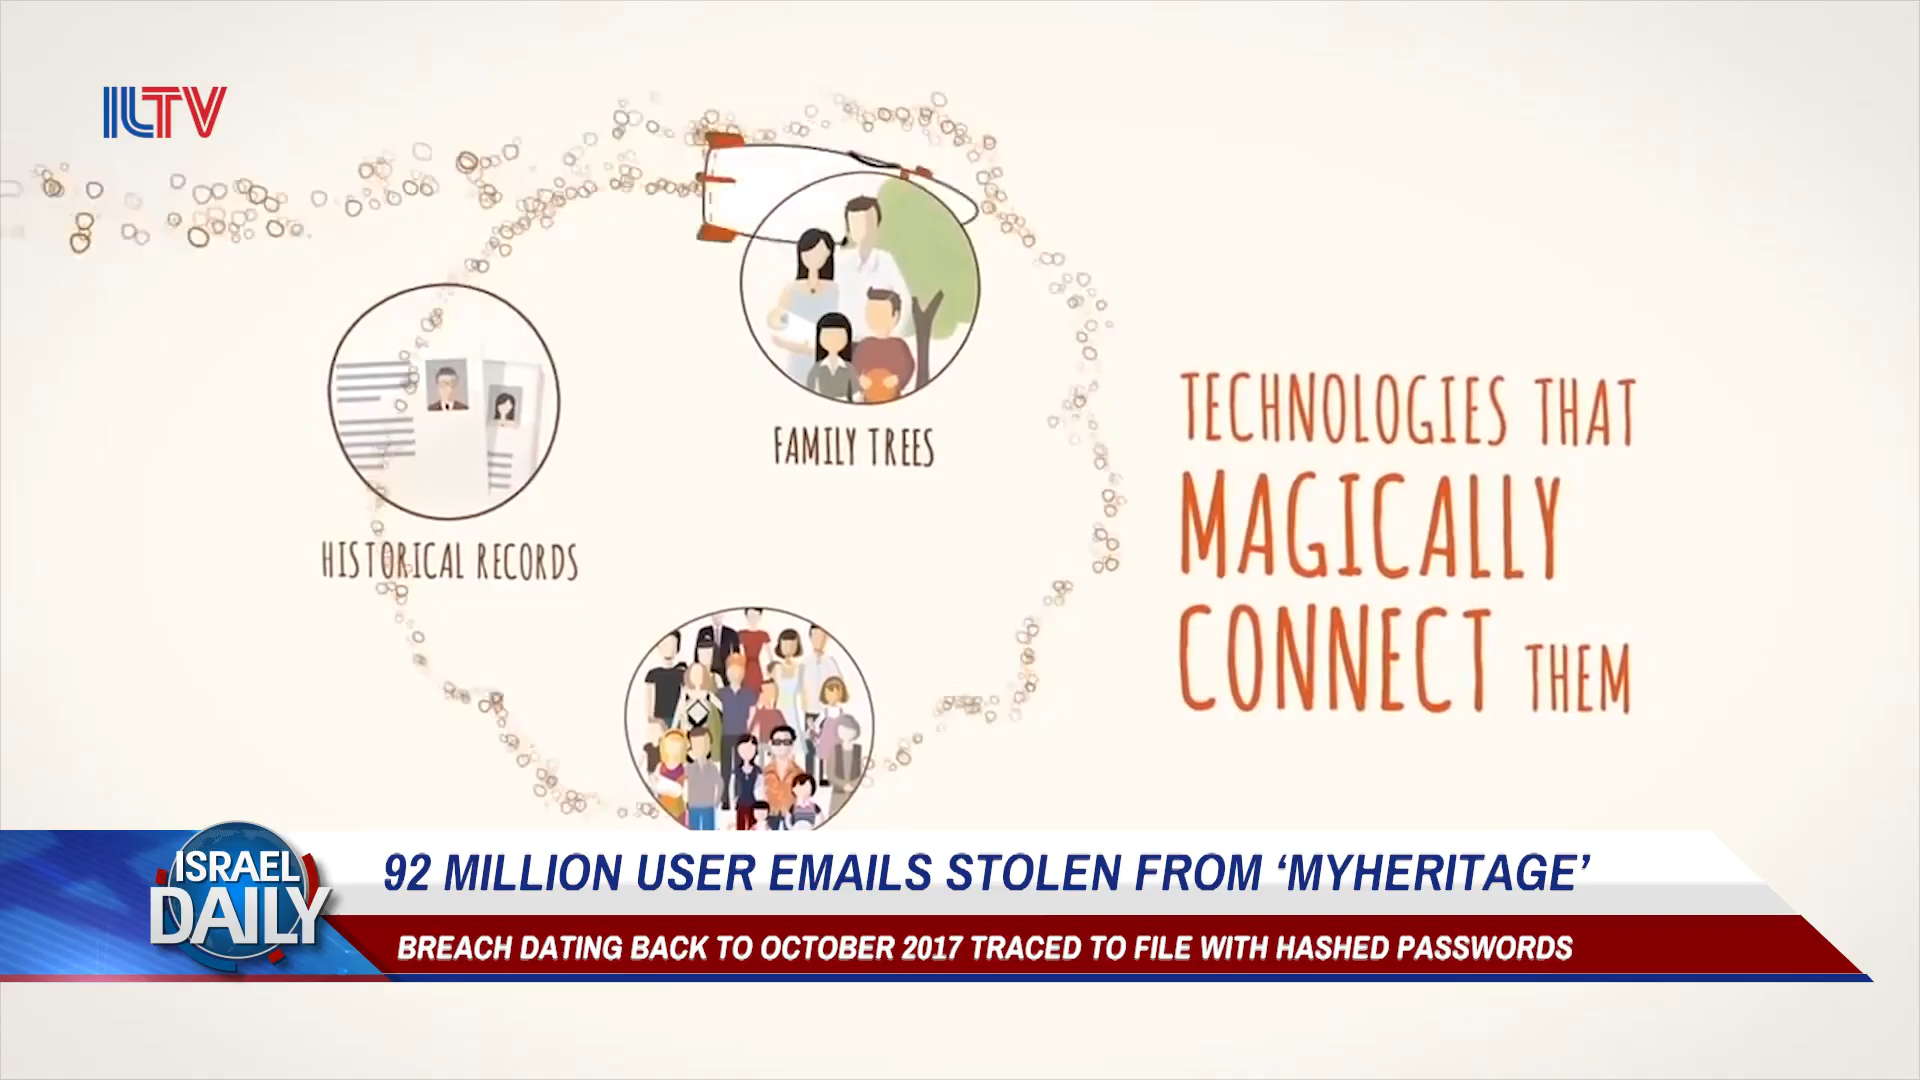 ILTV
FAMILY TREES
HISTORICAL RECORDS
TECHNOLOGIES THAT
MAGICALLY
CONNECT THEM
ISRAEL
DAILY
92 MILLION USER EMAILS STOLEN FROM ‘MYHERITAGE’
BREACH DATING BACK TO OCTOBER 2017 TRACED TO FILE WITH HASHED PASSWORDS